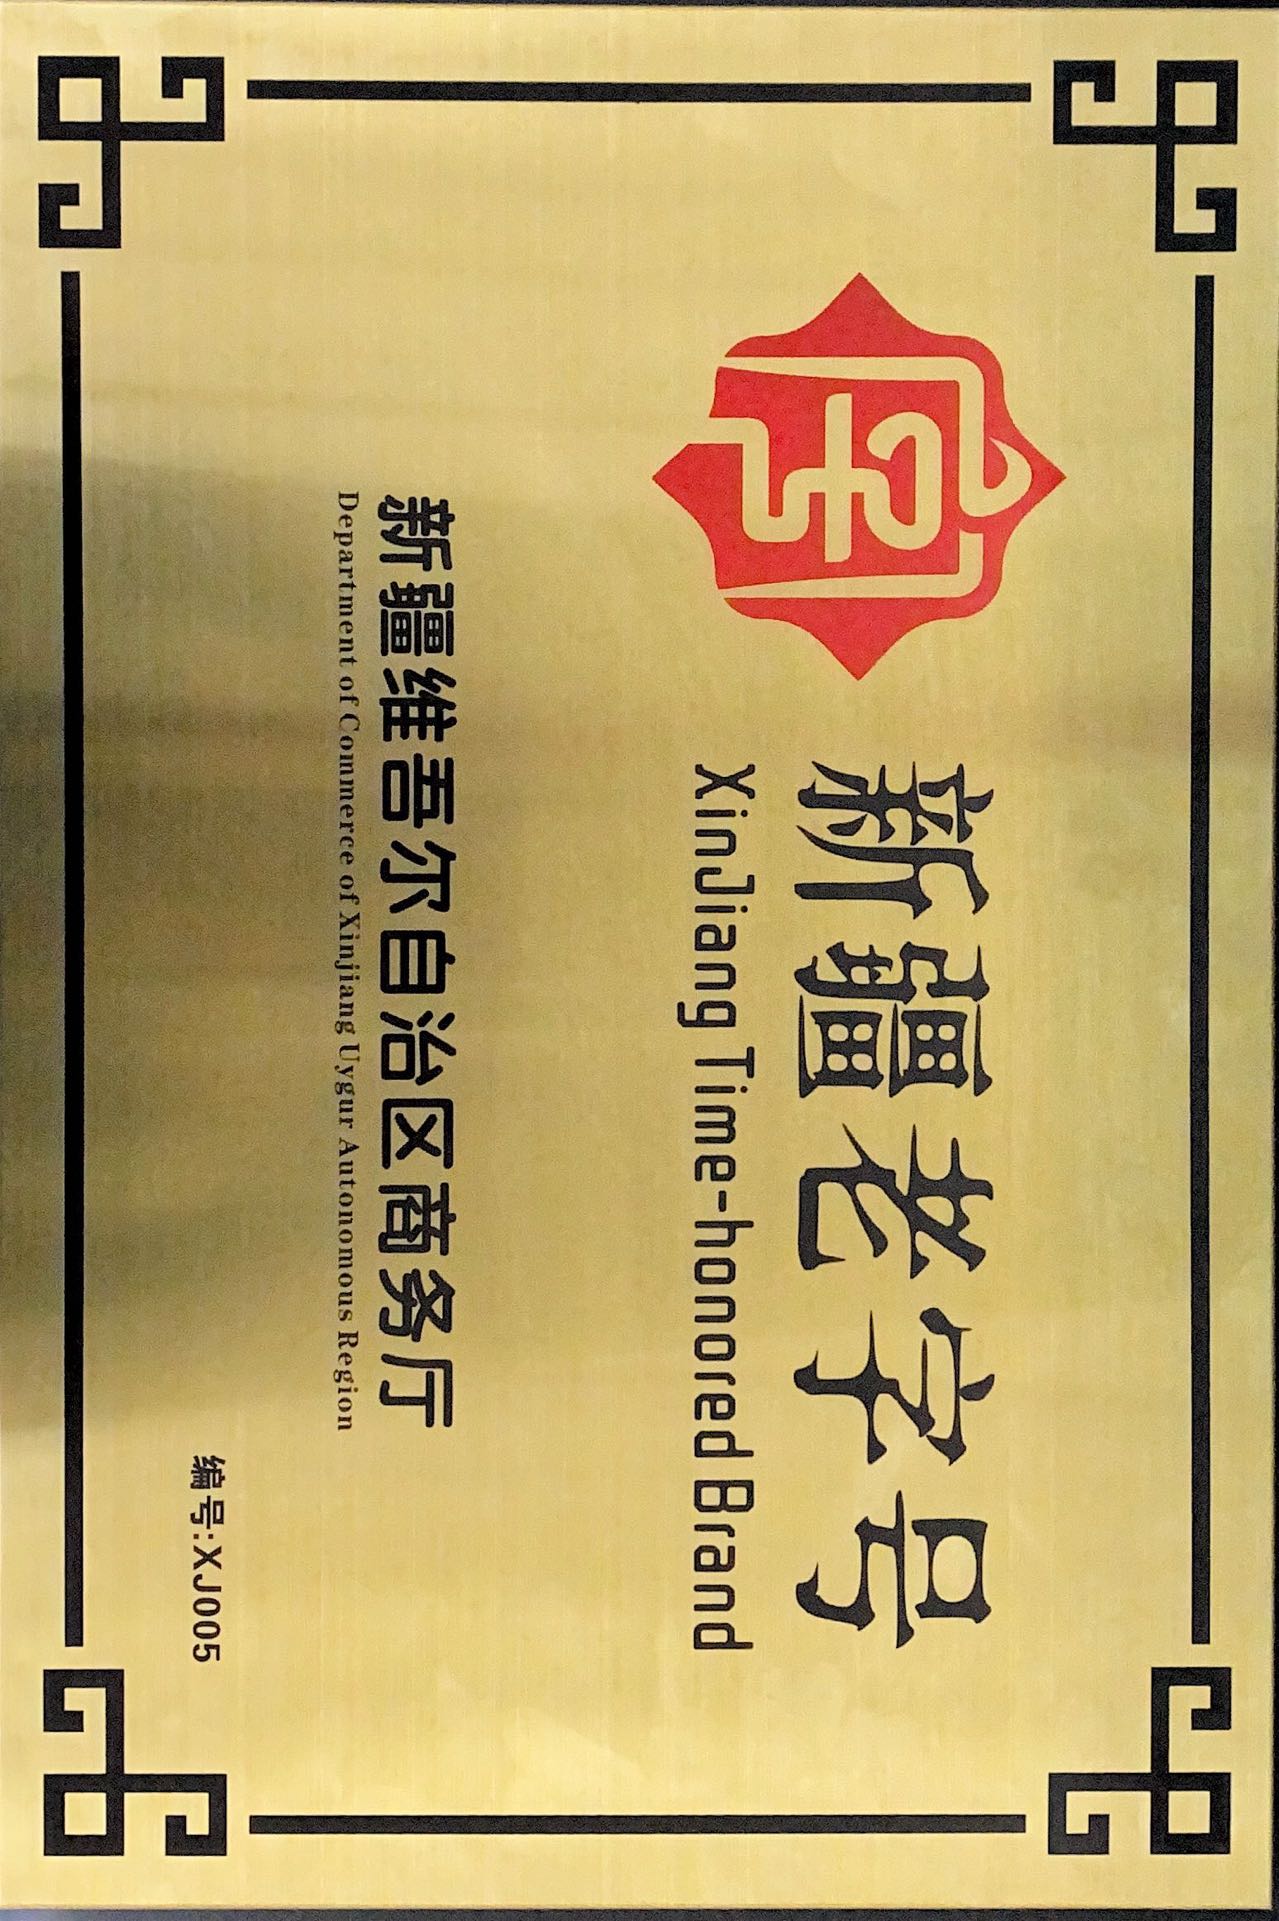 新疆老字号
XinJiang Time-honored Brand
新疆维吾尔自治区商务厅
Department of Commerce of Xinjiang Uygur Autonomous Region
编号:XJ005